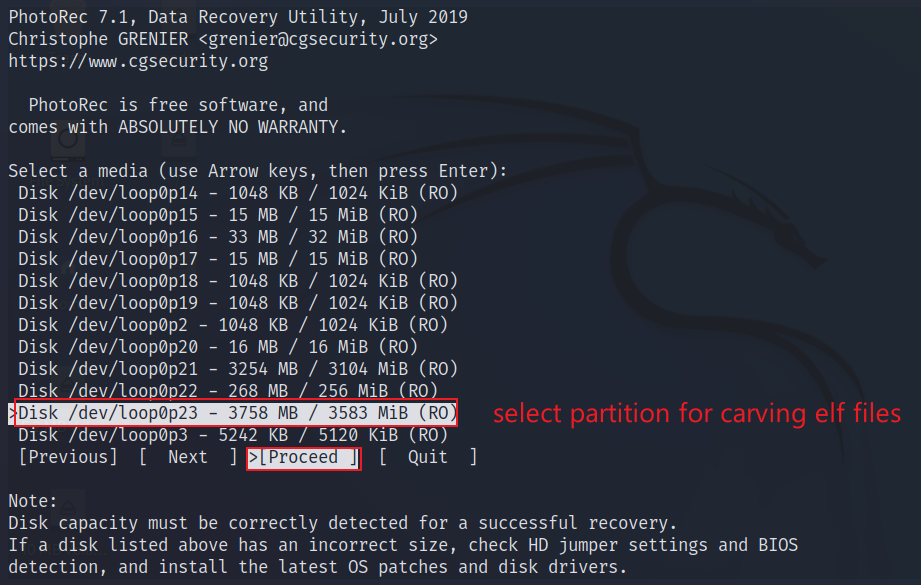 PhotoRec 7.1, Data Recovery Utility, July 2019
Christophe GRENIER <grenier@cgsecurity.org>
https://www.cgsecurity.org
PhotoRec is free software, and
comes with ABSOLUTELY NO WARRANTY.
Select a media (use Arrow keys, then press Enter):
Disk /dev/loop0p14 - 1048 KB / 1024 KiB (RO)
Disk /dev/loop0p15 - 15 MB / 15 MiB (RO)
Disk /dev/loop0p16 - 33 MB / 32 MiB (RO)
Disk /dev/loop0p17 - 15 MB / 15 MiB (RO)
Disk /dev/loop0p18 - 1048 KB / 1024 KiB (RO)
Disk /dev/loop0p19 - 1048 KB / 1024 KiB (RO)
Disk /dev/loop0p2 - 1048 KB / 1024 KiB (RO)
Disk /dev/loop0p20 - 16 MB / 16 MiB (RO)
Disk /dev/loop0p21 - 3254 MB / 3104 MiB (RO)
Disk /dev/loop0p22 - 268 MB / 256 MiB (RO)
>Disk /dev/loop0p23 - 3758 MB / 3583 MiB (RO) select partition for carving elf files
Disk /dev/loop0p3 - 5242 KB / 5120 KiB (RO)
[Previous] [ Next ] >[Proceed ] [ Quit ]
Note:
Disk capacity must be correctly detected for a successful recovery.
If a disk listed above has an incorrect size, check HD jumper settings and BIOS
detection, and install the latest OS patches and disk drivers.